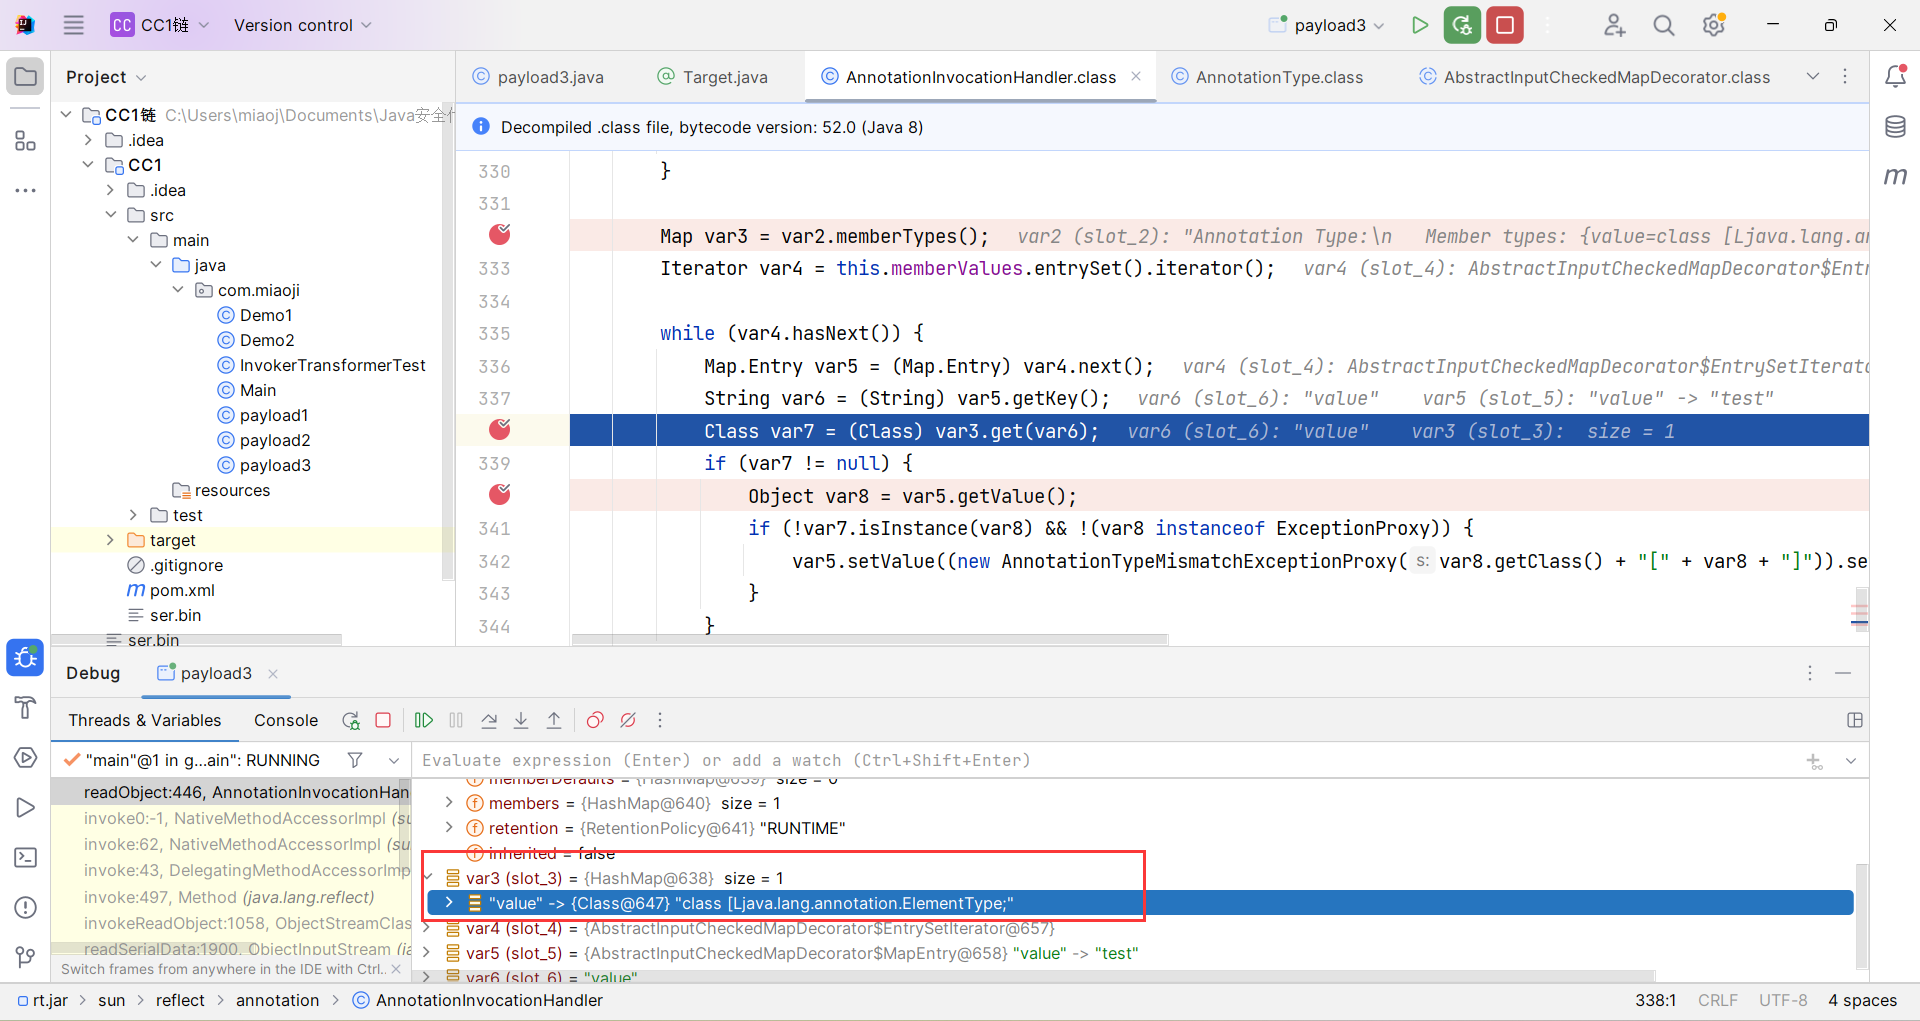 CC CC1链 Version control payload3
Project
payload3.java Target.java AnnotationInvocationHandler.class AnnotationType.class AbstractInputCheckedMapDecorator.class
CC1链 C:\Users\miaoj\Documents\Java安全
.idea
CC1
.idea
src
main
java
com.miaoji
Demo1
Demo2
InvokerTransformerTest
Main
payload1
payload2
payload3
resources
test
target
.gitignore
pom.xml
ser.bin
ser.bin
Decompiled .class file, bytecode version: 52.0 (Java 8)
330 }
331
Map var3 = var2.memberTypes(); var2 (slot_2): "Annotation Type:\n Member types: {value=class [Ljava.lang.an
333 Iterator var4 = this.memberValues.entrySet().iterator(); var4 (slot_4): AbstractInputCheckedMapDecorator$Entr
334
335 while (var4.hasNext()) {
336 Map.Entry var5 = (Map.Entry) var4.next(); var4 (slot_4): AbstractInputCheckedMapDecorator$EntrySetIterato
337 String var6 = (String) var5.getKey(); var6 (slot_6): "value" var5 (slot_5): "value" -> "test"
Class var7 = (Class) var3.get(var6); var6 (slot_6): "value" var3 (slot_3): size = 1
339 if (var7 != null) {
Object var8 = var5.getValue();
341 if (!var7.isInstance(var8) && !(var8 instanceof ExceptionProxy)) {
342 var5.setValue((new AnnotationTypeMismatchExceptionProxy( s: var8.getClass() + "[" + var8 + "]")).se
343 }
344 }
Debug payload3
Threads & Variables Console
"main"@1 in g...ain": RUNNING
Evaluate expression (Enter) or add a watch (Ctrl+Shift+Enter)
readObject:446, AnnotationInvocationHan
invoke0:-1, NativeMethodAccessorImpl (su
invoke:62, NativeMethodAccessorImpl (su
invoke:43, DelegatingMethodAccessorImp
invoke:497, Method (java.lang.reflect)
invokeReadObject:1058, ObjectStreamClas
readSerialData:1900, ObjectInputStream (ja
Switch frames from anywhere in the IDE with Ctrl..
memberDefaults = {HashMap@639} size = 0
members = {HashMap@640} size = 1
retention = {RetentionPolicy@641} "RUNTIME"
inherited = false
var3 (slot_3) = {HashMap@638} size = 1
"value" -> {Class@647} "class [Ljava.lang.annotation.ElementType;"
var4 (slot_4) = {AbstractInputCheckedMapDecorator$EntrySetIterator@657}
var5 (slot_5) = {AbstractInputCheckedMapDecorator$MapEntry@658} "value" -> "test"
var6 (slot_6) = "value"
rt.jar > sun > reflect > annotation > AnnotationInvocationHandler
338:1 CRLF UTF-8 4 spaces